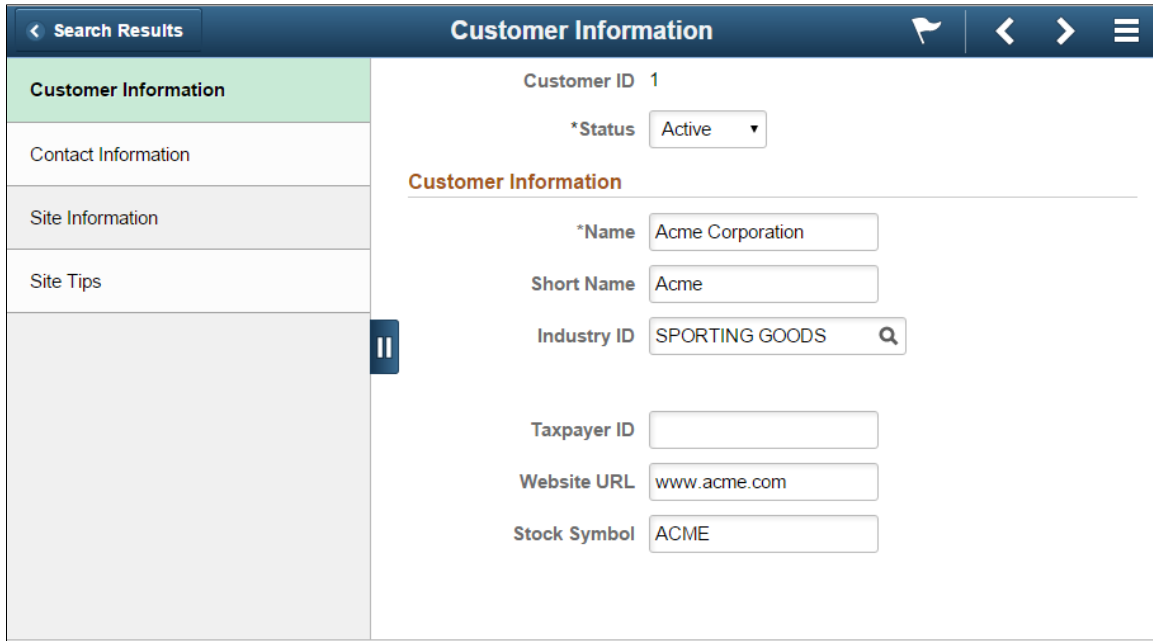 Search Results
Customer Information
Customer Information
Contact Information
Site Information
Site Tips
Customer ID 1
*Status Active
Customer Information
*Name Acme Corporation
Short Name Acme
Industry ID SPORTING GOODS
Taxpayer ID
Website URL www.acme.com
Stock Symbol ACME